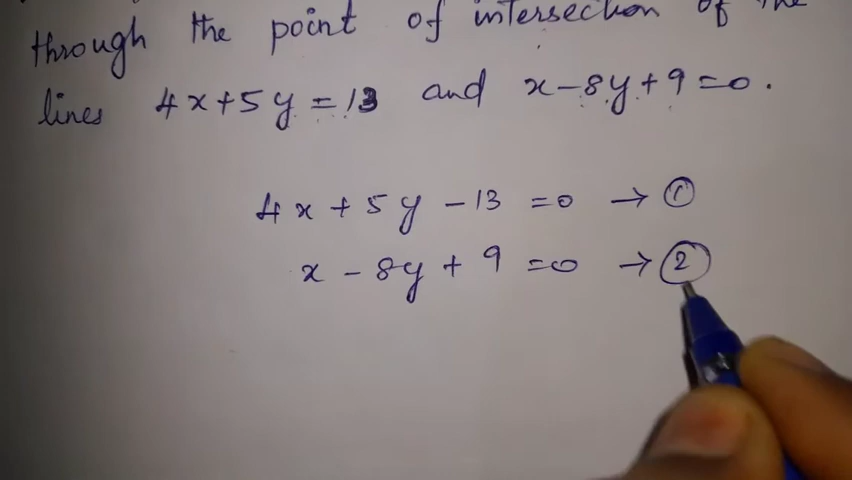 through the point of intersection of the
lines 4x+5y=13 and x-8y+9=0.
4x+5y-13=0 → ①
x-8y+9=0 → ②